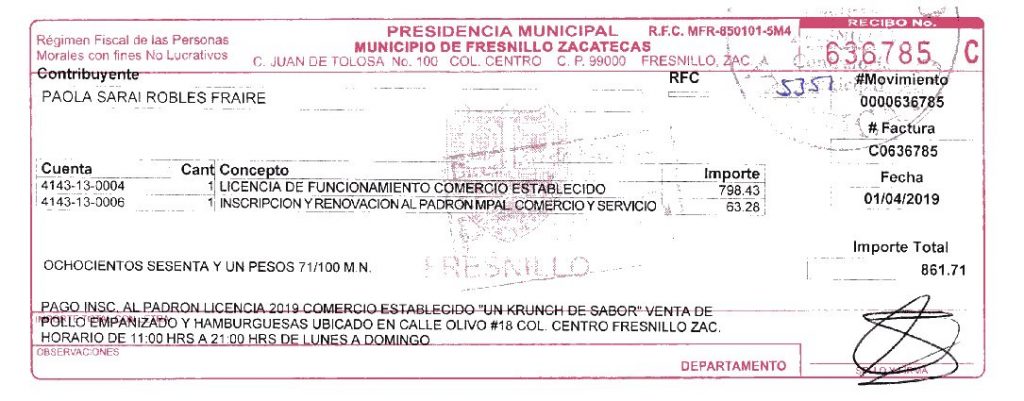 Régimen Fiscal de las Personas
Morales con fines No Lucrativos
PRESIDENCIA MUNICIPAL R.F.C. MFR-850101-5M4
MUNICIPIO DE FRESNILLO ZACATECAS
C. JUAN DE TOLOSA No. 100 COL. CENTRO C. P. 99000 FRESNILLO, ZAC.
RECIBO No.
636785 C
Contribuyente
RFC
5351
#Movimiento
PAOLA SARAI ROBLES FRAIRE
0000636785
# Factura
C0636785
Cuenta Cant Concepto Importe
Fecha
4143-13-0004 1 LICENCIA DE FUNCIONAMIENTO COMERCIO ESTABLECIDO 798.43
4143-13-0006 1 INSCRIPCION Y RENOVACION AL PADRON MPAL COMERCIO Y SERVICIO 63.28
01/04/2019
Importe Total
OCHOCIENTOS SESENTA Y UN PESOS 71/100 M.N.
FRESNILLO
861.71
PAGO INSC. AL PADRON LICENCIA 2019 COMERCIO ESTABLECIDO "UN KRUNCH DE SABOR" VENTA DE
POLLO EMPANIZADO Y HAMBURGUESAS UBICADO EN CALLE OLIVO #18 COL. CENTRO FRESNILLO ZAC.
HORARIO DE 11:00 HRS A 21:00 HRS DE LUNES A DOMINGO
OBSERVACIONES
DEPARTAMENTO
SELLO Y FIRMA